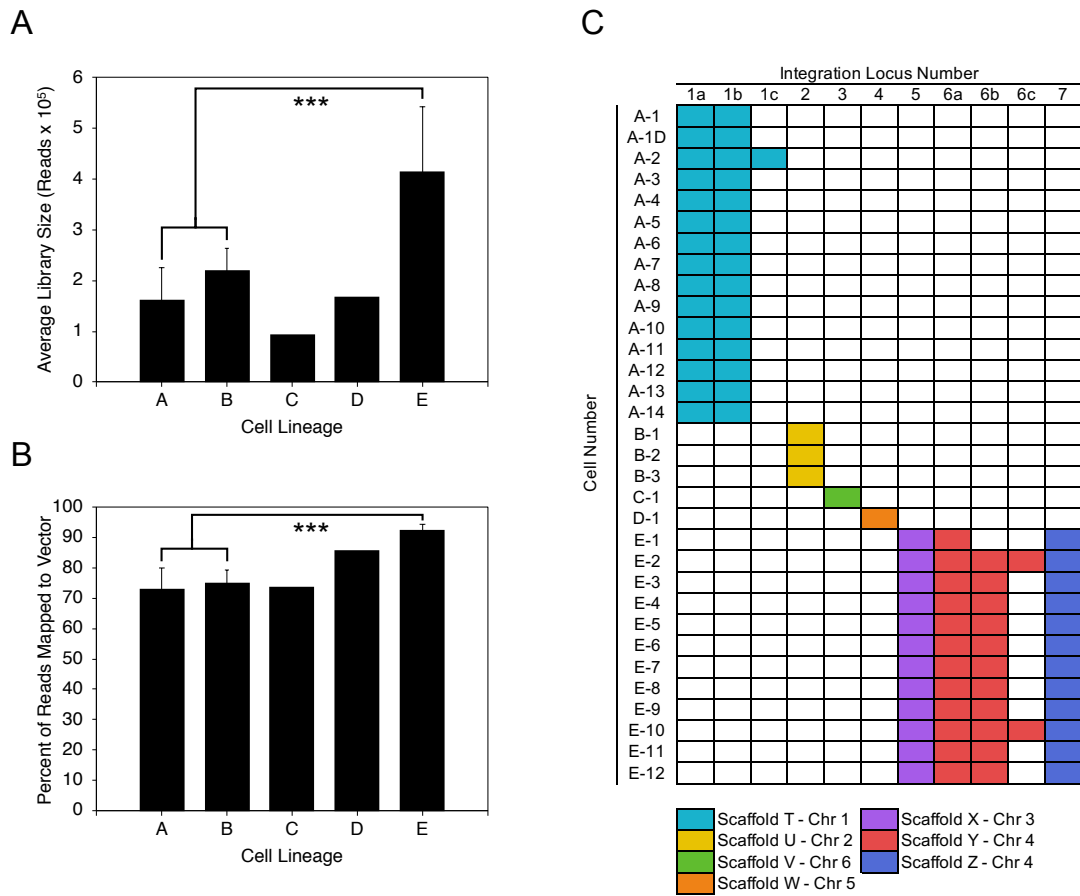 A
Average Library Size (Reads x 10⁵)
6
5
4
3
2
1
0
***
A B C D E
Cell Lineage
B
Percent of Reads Mapped to Vector
100
90
80
70
60
50
40
30
20
10
0
***
A B C D E
Cell Lineage
C
Integration Locus Number
1a 1b 1c 2 3 4 5 6a 6b 6c 7
Cell Number
A-1
A-1D
A-2
A-3
A-4
A-5
A-6
A-7
A-8
A-9
A-10
A-11
A-12
A-13
A-14
B-1
B-2
B-3
C-1
D-1
E-1
E-2
E-3
E-4
E-5
E-6
E-7
E-8
E-9
E-10
E-11
E-12
Scaffold T - Chr 1
Scaffold U - Chr 2
Scaffold V - Chr 6
Scaffold W - Chr 5
Scaffold X - Chr 3
Scaffold Y - Chr 4
Scaffold Z - Chr 4